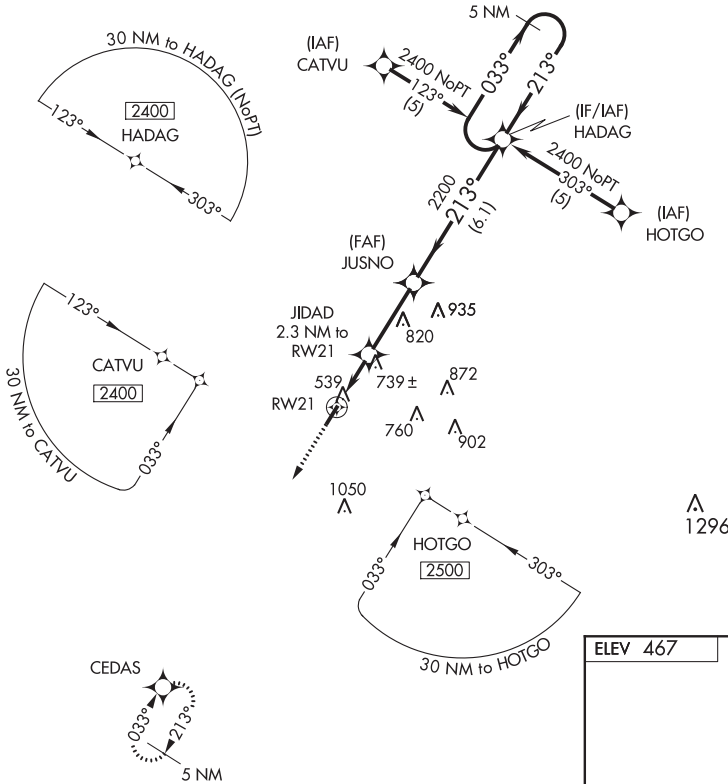 30 NM to HADAG (NoPT)
2400
HADAG
123°
303°
(IAF)
CATVU
2400 NoPT
123°
(5)
5 NM
033°
213°
(IF/IAF)
HADAG
2400 NoPT
303°
(5)
(IAF)
HOTGO
2200
213°
(6.1)
(FAF)
JUSNO
JIDAD
2.3 NM to
RW21
935
820
539
739 ±
872
RW21
760
902
123°
CATVU
2400
033°
30 NM to CATVU
1050
1296
HOTGO
2500
033°
303°
30 NM to HOTGO
CEDAS
033°
213°
5 NM
ELEV 467